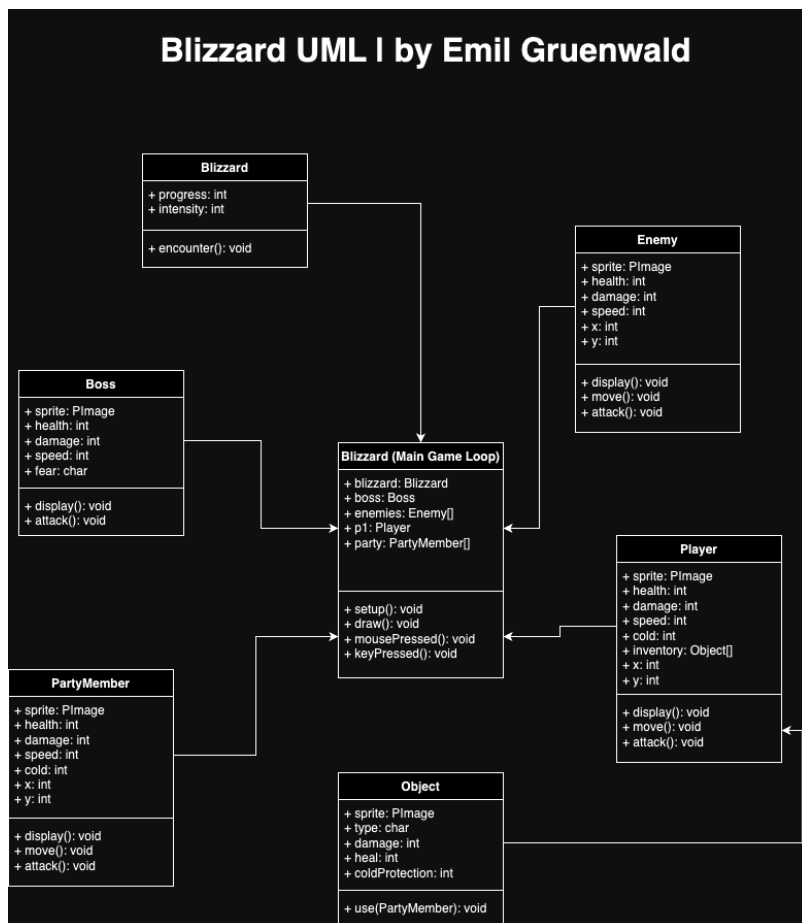 Blizzard UML | by Emil Gruenwald
Blizzard
+ progress: int
+ intensity: int
+ encounter(): void
Enemy
+ sprite: PImage
+ health: int
+ damage: int
+ speed: int
+ x: int
+ y: int
+ display(): void
+ move(): void
+ attack(): void
Boss
+ sprite: PImage
+ health: int
+ damage: int
+ speed: int
+ fear: char
+ display(): void
+ attack(): void
Blizzard (Main Game Loop)
+ blizzard: Blizzard
+ boss: Boss
+ enemies: Enemy[]
+ p1: Player
+ party: PartyMember[]
+ setup(): void
+ draw(): void
+ mousePressed(): void
+ keyPressed(): void
Player
+ sprite: PImage
+ health: int
+ damage: int
+ speed: int
+ cold: int
+ inventory: Object[]
+ x: int
+ y: int
+ display(): void
+ move(): void
+ attack(): void
PartyMember
+ sprite: PImage
+ health: int
+ damage: int
+ speed: int
+ cold: int
+ x: int
+ y: int
+ display(): void
+ move(): void
+ attack(): void
Object
+ sprite: PImage
+ type: char
+ damage: int
+ heal: int
+ coldProtection: int
+ use(PartyMember): void